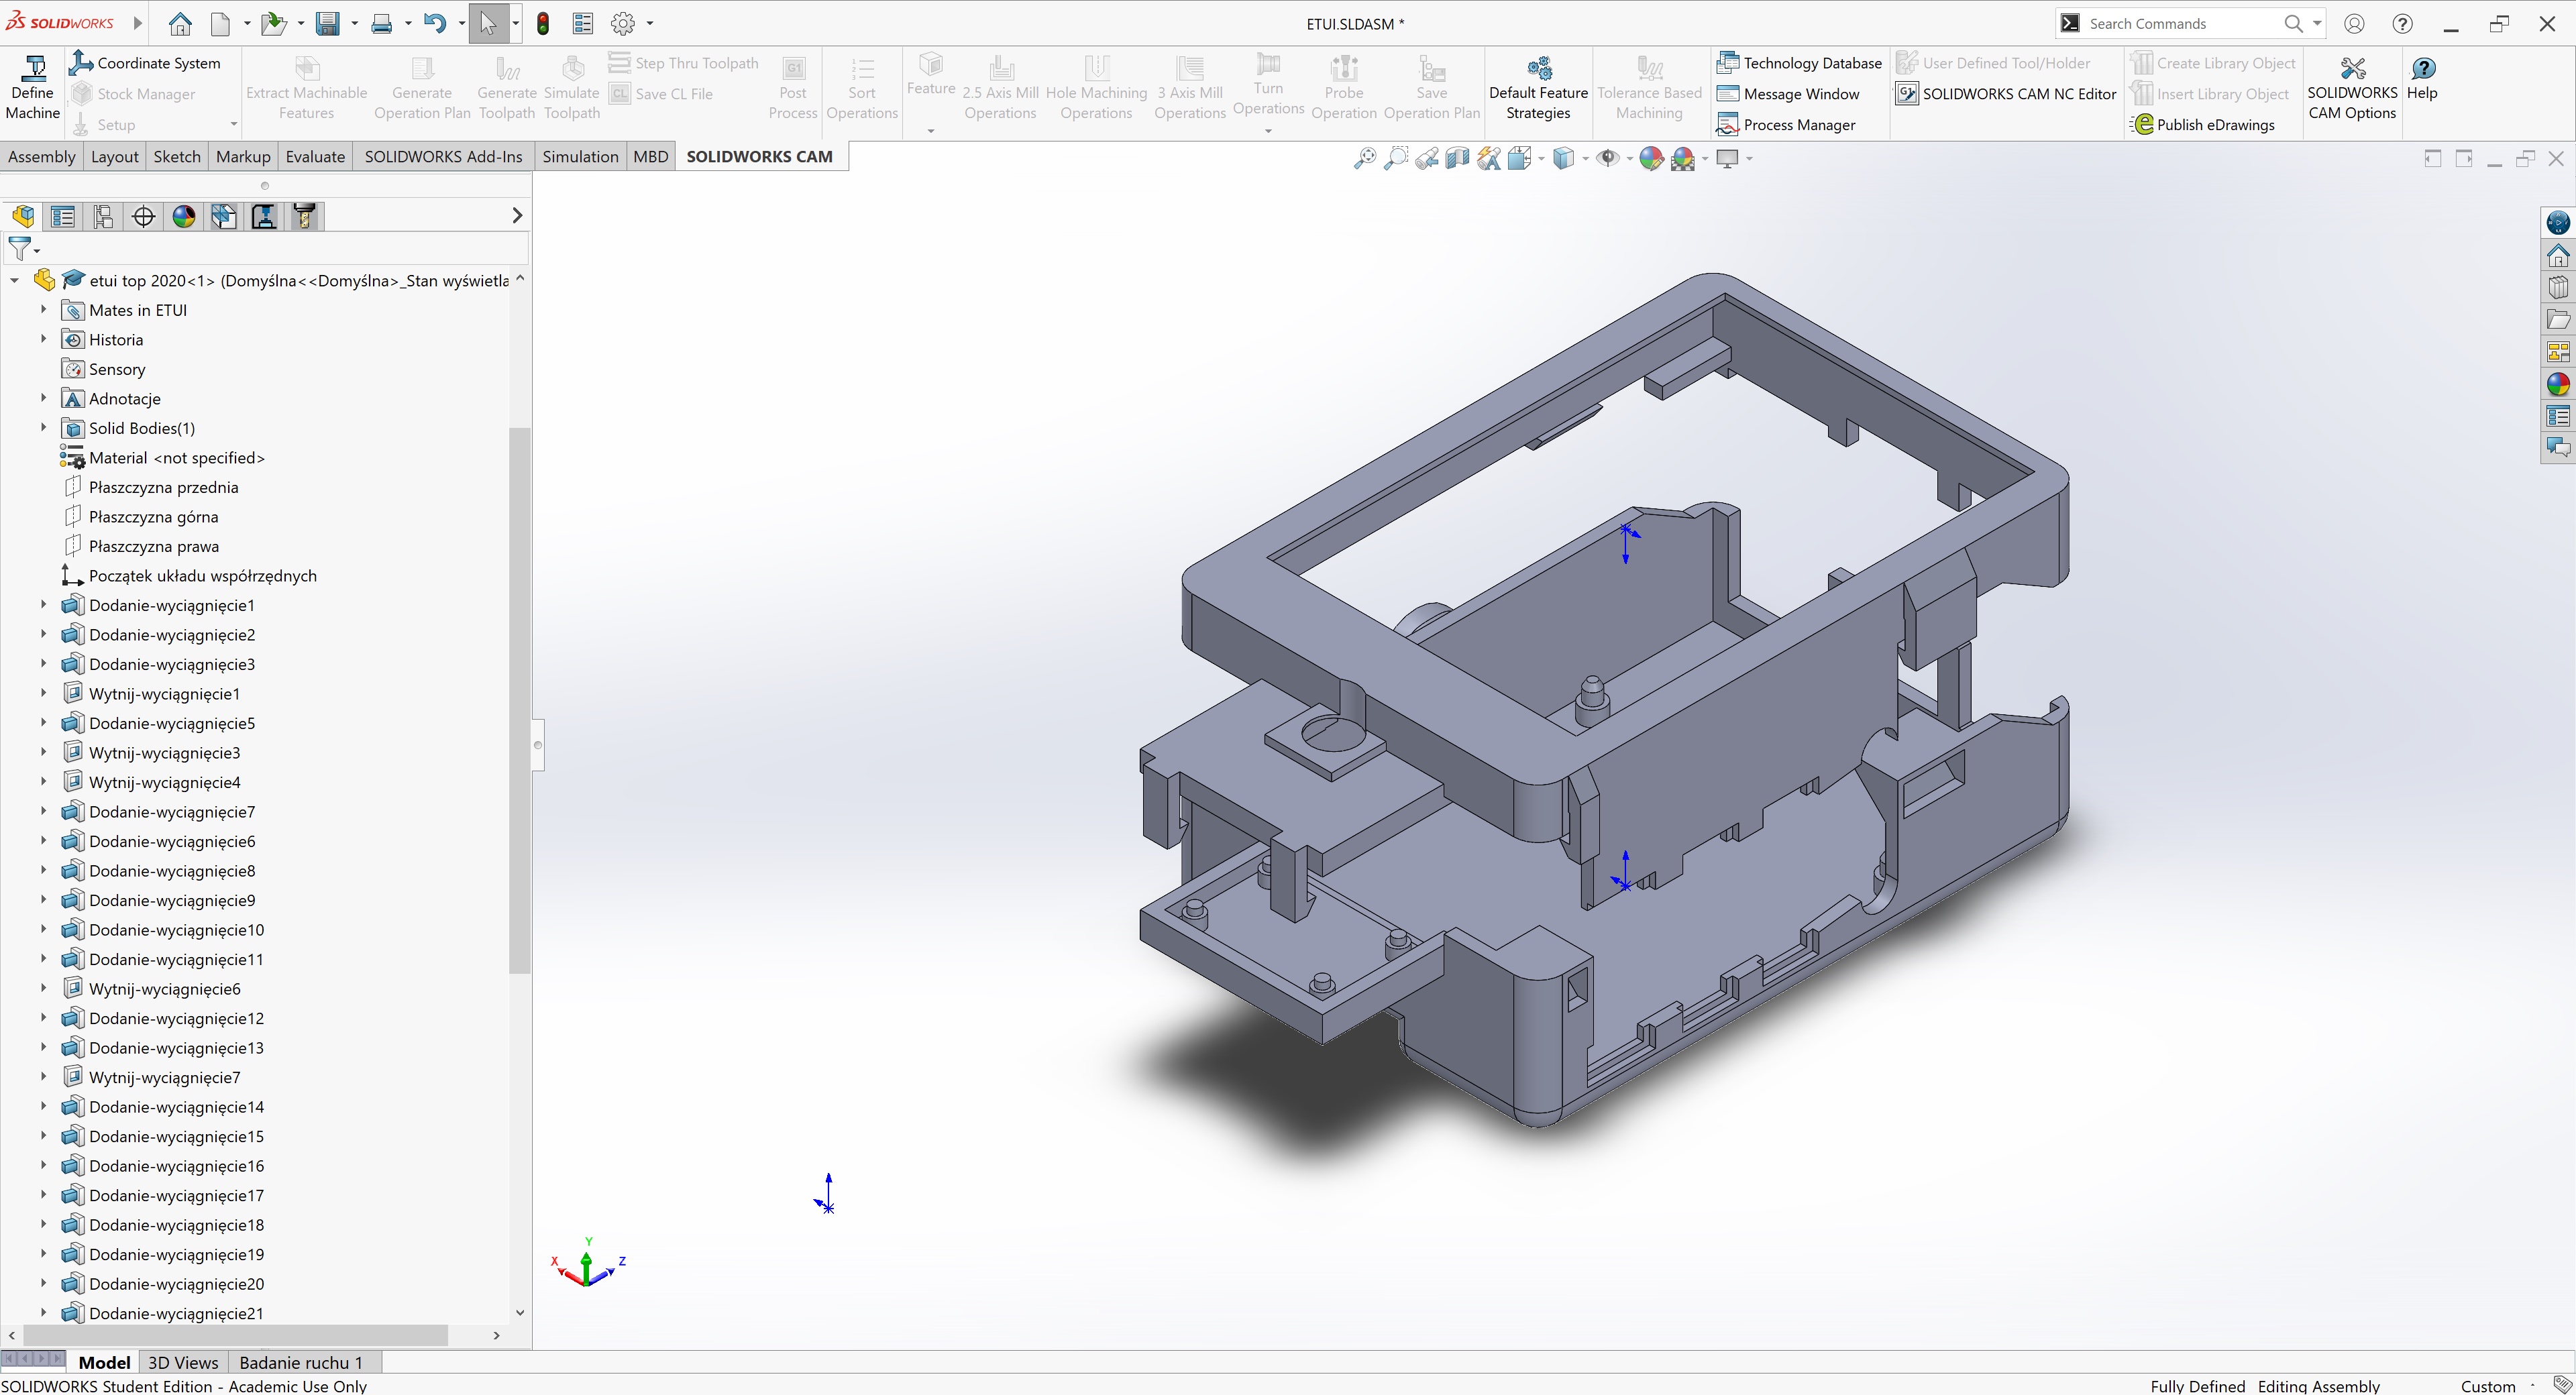 SOLIDWORKS
ETUI.SLDASM *
Search Commands
Define Machine
Coordinate System
Stock Manager
Setup
Extract Machinable Features
Generate Operation Plan
Generate Toolpath
Simulate Toolpath
Step Thru Toolpath
Save CL File
G1
CL
Post Process
Sort Operations
Feature
2.5 Axis Mill Operations
Hole Machining Operations
3 Axis Mill Operations
Turn Operations
Probe Operation
Save Operation Plan
Default Feature Strategies
Tolerance Based Machining
Technology Database
Message Window
Process Manager
User Defined Tool/Holder
SOLIDWORKS CAM NC Editor
Create Library Object
Insert Library Object
Publish eDrawings
SOLIDWORKS CAM Options
Help
Assembly
Layout
Sketch
Markup
Evaluate
SOLIDWORKS Add-Ins
Simulation
MBD
SOLIDWORKS CAM
etui top 2020<1> (Domyślna<<Domyślna>_Stan wyświetla
Mates in ETUI
Historia
Sensory
Adnotacje
Solid Bodies(1)
Material <not specified>
Płaszczyzna przednia
Płaszczyzna górna
Płaszczyzna prawa
Początek układu współrzędnych
Dodanie-wyciągnięcie1
Dodanie-wyciągnięcie2
Dodanie-wyciągnięcie3
Wytnij-wyciągnięcie1
Dodanie-wyciągnięcie5
Wytnij-wyciągnięcie3
Wytnij-wyciągnięcie4
Dodanie-wyciągnięcie7
Dodanie-wyciągnięcie6
Dodanie-wyciągnięcie8
Dodanie-wyciągnięcie9
Dodanie-wyciągnięcie10
Dodanie-wyciągnięcie11
Wytnij-wyciągnięcie6
Dodanie-wyciągnięcie12
Dodanie-wyciągnięcie13
Wytnij-wyciągnięcie7
Dodanie-wyciągnięcie14
Dodanie-wyciągnięcie15
Dodanie-wyciągnięcie16
Dodanie-wyciągnięcie17
Dodanie-wyciągnięcie18
Dodanie-wyciągnięcie19
Dodanie-wyciągnięcie20
Dodanie-wyciągnięcie21
Y
X
Z
Model
3D Views
Badanie ruchu 1
SOLIDWORKS Student Edition - Academic Use Only
Fully Defined
Editing Assembly
Custom